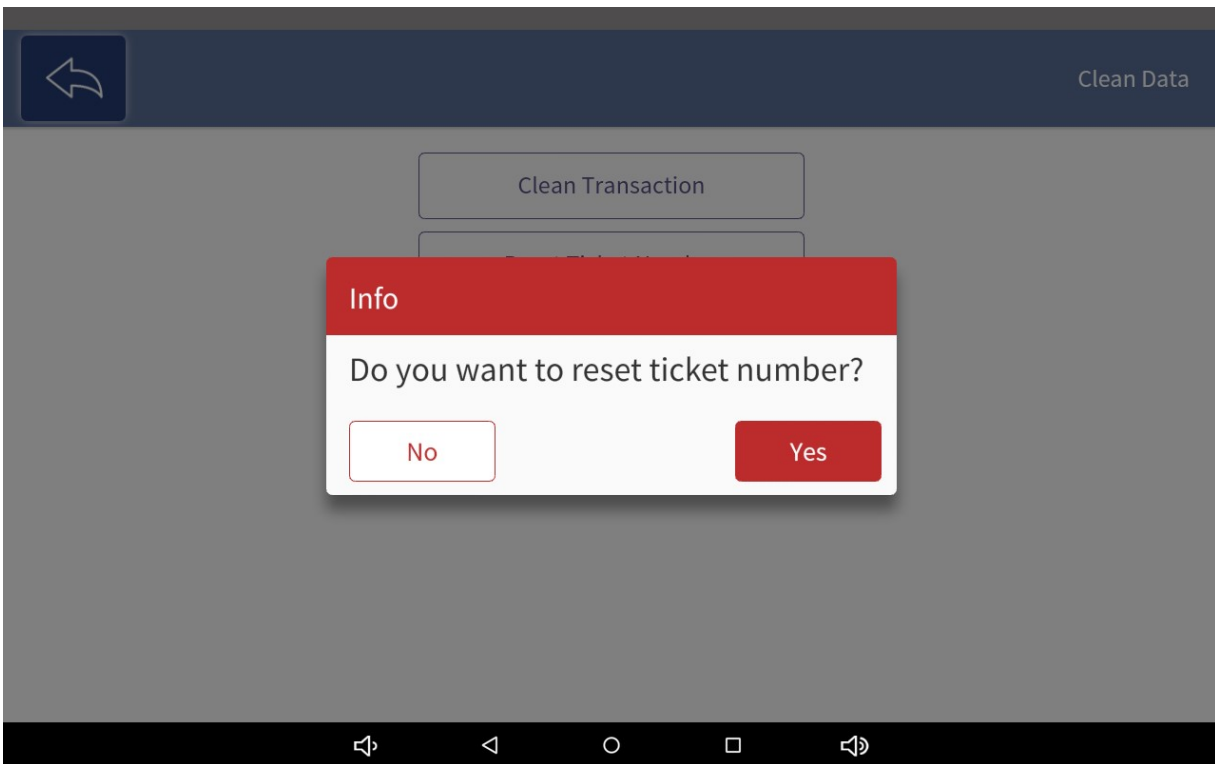 Clean Data
Clean Transaction
Info
Do you want to reset ticket number?
No
Yes